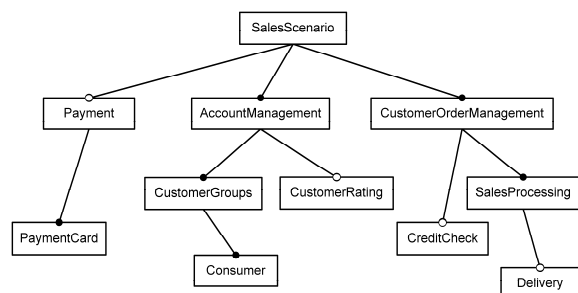 SalesScenario
Payment
AccountManagement
CustomerOrderManagement
CustomerGroups
CustomerRating
SalesProcessing
PaymentCard
CreditCheck
Consumer
Delivery